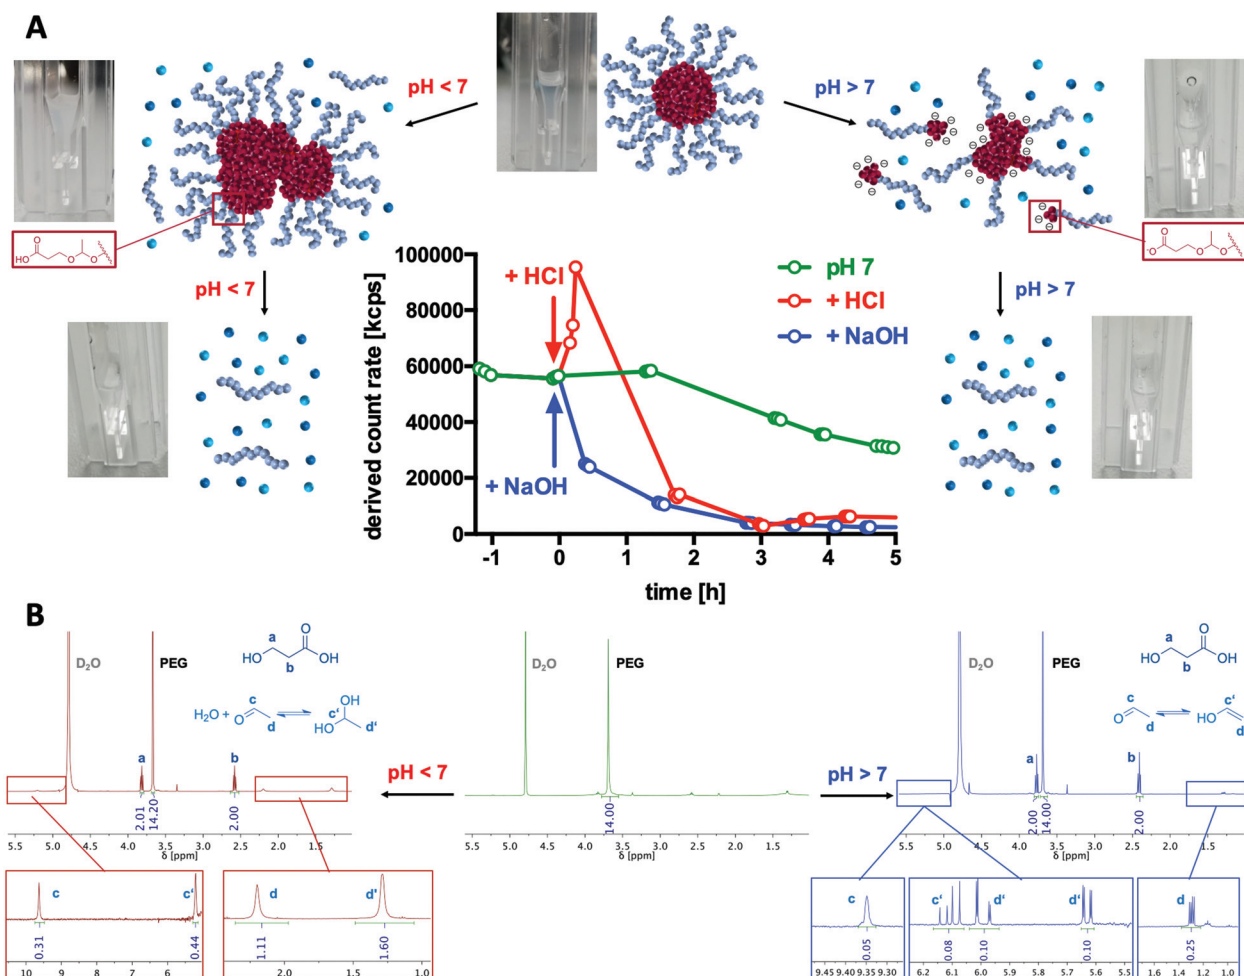 A
pH < 7
pH > 7
HO
O
O
O
-O
O
O
O
pH < 7
pH > 7
derived count rate [kcps]
100000
80000
60000
40000
20000
0
+ HCl
+ NaOH
pH 7
+ HCl
+ NaOH
-1 0 1 2 3 4 5
time [h]
B
D2O
PEG
a
HO
b
O
OH
H2O +
c
O
d
c'
OH
HO
d'
a
b
2.01
14.20
2.00
5.5 5.0 4.5 4.0 3.5 3.0 2.5 2.0 1.5
δ [ppm]
pH < 7
D2O
PEG
14.00
5.5 5.0 4.5 4.0 3.5 3.0 2.5 2.0 1.5
δ [ppm]
pH > 7
D2O
PEG
a
HO
b
O
OH
c
O
d
c'
HO
d
a
b
2.00
14.00
2.00
5.5 5.0 4.5 4.0 3.5 3.0 2.5 2.0 1.5
δ [ppm]
c
c'
0.31
0.44
10 9 8 7 6
d
d'
1.11
1.60
2.0 1.5 1.0
c
0.05
9.45 9.40 9.35 9.30
c'
d'
d'
0.08
0.10
0.10
6.2 6.1 6.0 5.9 5.8 5.7 5.6 5.5
d
0.25
1.6 1.4 1.2 1.0